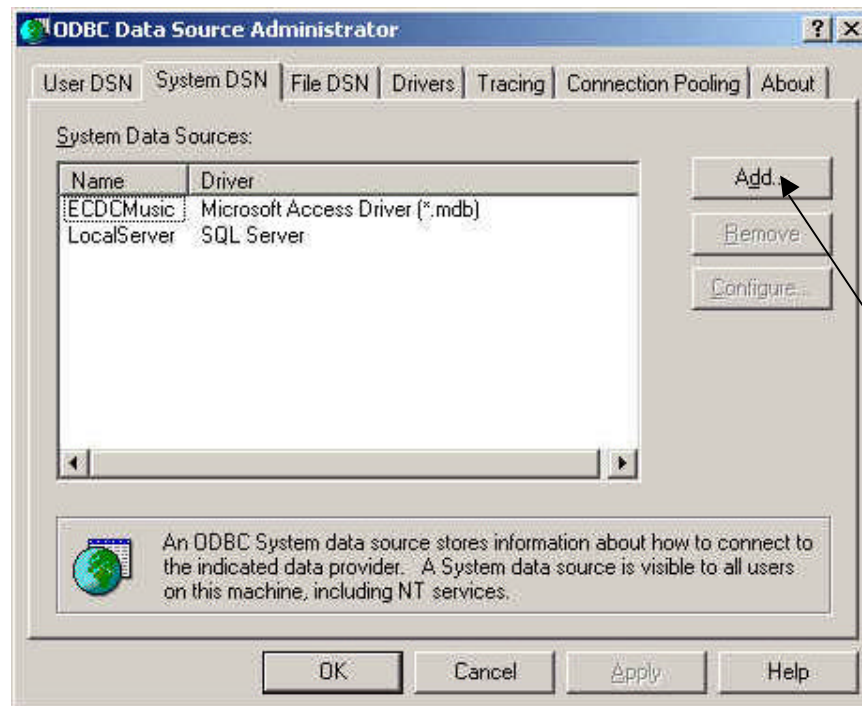 ODBC Data Source Administrator
User DSN System DSN File DSN Drivers Tracing Connection Pooling About
System Data Sources:
Name Driver
ECDCMusic Microsoft Access Driver (*.mdb)
LocalServer SQL Server
Add...
Remove
Configure...
An ODBC System data source stores information about how to connect to
the indicated data provider. A System data source is visible to all users
on this machine, including NT services.
OK Cancel Apply Help